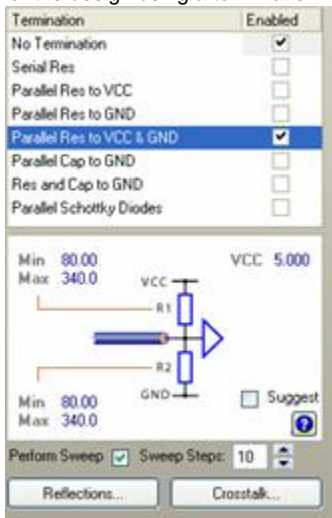 Termination Enabled
No Termination
Serial Res
Parallel Res to VCC
Parallel Res to GND
Parallel Res to VCC & GND
Parallel Cap to GND
Res and Cap to GND
Parallel Schottky Diodes
Min 80.00 VCC 5.000
Max 340.0 VCC
R1
R2
Min 80.00 GND Suggest
Max 340.0 ?
Perform Sweep Sweep Steps: 10
Reflections... Crosstalk...